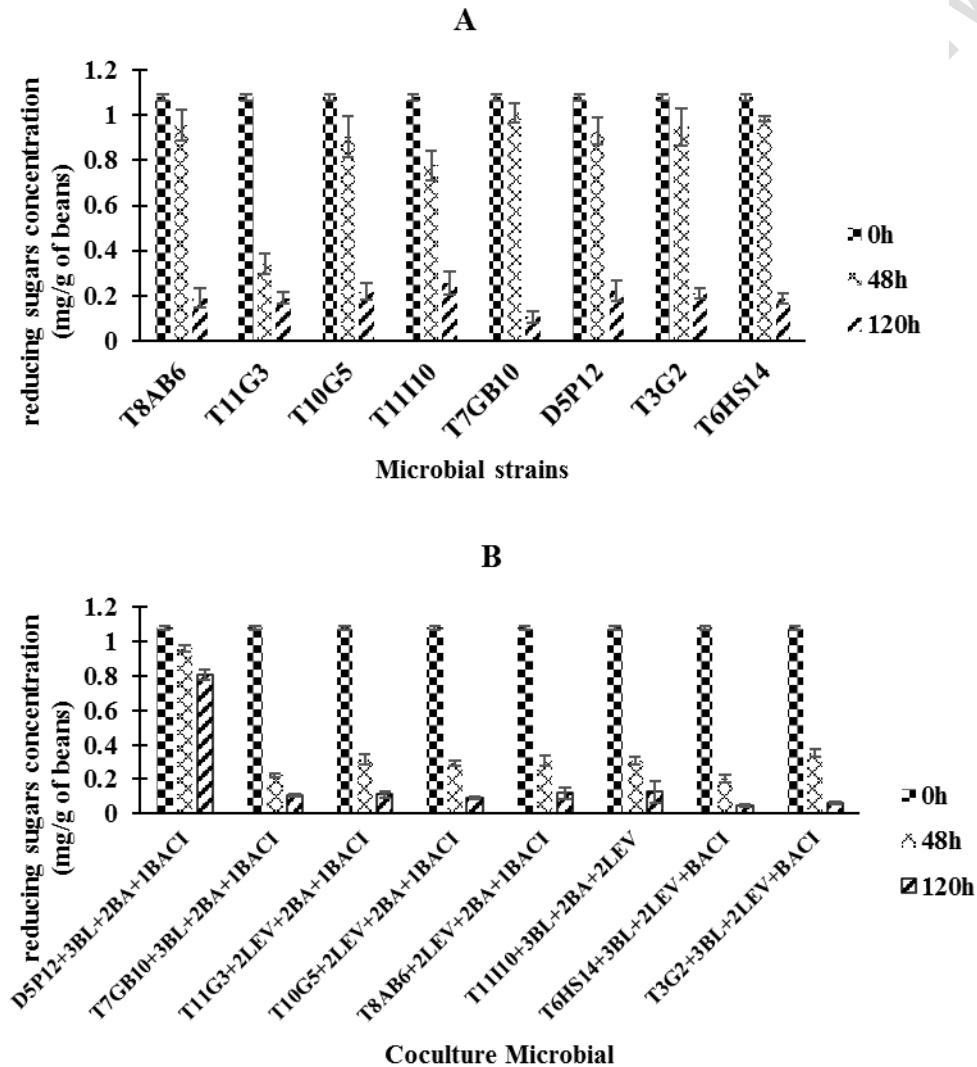 A
reducing sugars concentration
(mg/g of beans)
1.2
1
0.8
0.6
0.4
0.2
0
T8AB6
T11G3
T10G5
T11I10
T7GB10
D5P12
T3G2
T6HS14
0h
48h
120h
Microbial strains
B
reducing sugars concentration
(mg/g of beans)
1.2
1
0.8
0.6
0.4
0.2
0
D5P12+3BL+2BA+1BACI
T7GB10+3BL+2BA+1BACI
T11G3+2LEV+2BA+1BACI
T10G5+2LEV+2BA+1BACI
T8AB6+2LEV+2BA+1BACI
T11I10+3BL+2BA+2LEV
T6HS14+3BL+2LEV+BACI
T3G2+3BL+2LEV+BACI
0h
48h
120h
Coculture Microbial